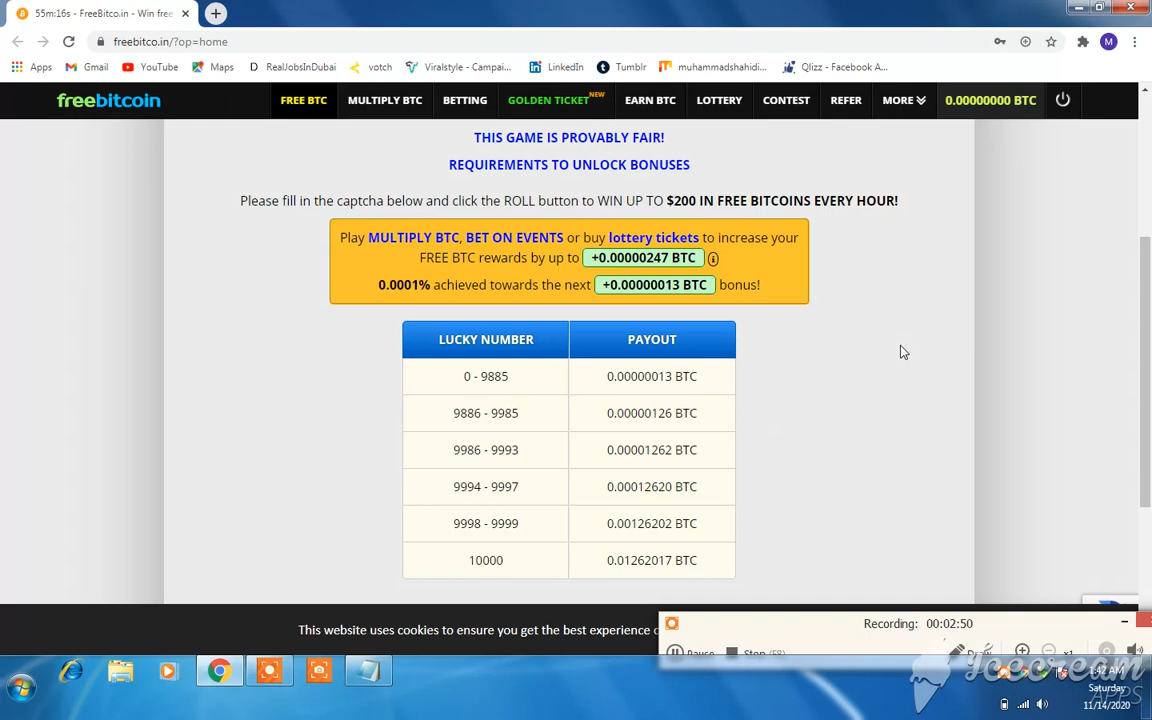 55m:16s - FreeBitco.in - Win free
freebitco.in/?op=home
M
Apps Gmail YouTube Maps D RealJobsInDubai votch Viralstyle - Campai... LinkedIn Tumblr muhammadshahidi... Qlizz - Facebook A...
freebitcoin FREE BTC MULTIPLY BTC BETTING GOLDEN TICKET NEW EARN BTC LOTTERY CONTEST REFER MORE 0.00000000 BTC
THIS GAME IS PROVABLY FAIR!
REQUIREMENTS TO UNLOCK BONUSES
Please fill in the captcha below and click the ROLL button to WIN UP TO $200 IN FREE BITCOINS EVERY HOUR!
Play MULTIPLY BTC, BET ON EVENTS or buy lottery tickets to increase your
FREE BTC rewards by up to +0.00000247 BTC
0.0001% achieved towards the next +0.00000013 BTC bonus!
LUCKY NUMBER PAYOUT
0 - 9885 0.00000013 BTC
9886 - 9985 0.00000126 BTC
9986 - 9993 0.00001262 BTC
9994 - 9997 0.00012620 BTC
9998 - 9999 0.00126202 BTC
10000 0.01262017 BTC
This website uses cookies to ensure you get the best experience
Recording: 00:02:50
Pause Stop (F8) Draw x1
1:42 AM
Saturday
11/14/2020
Icecream
APPS